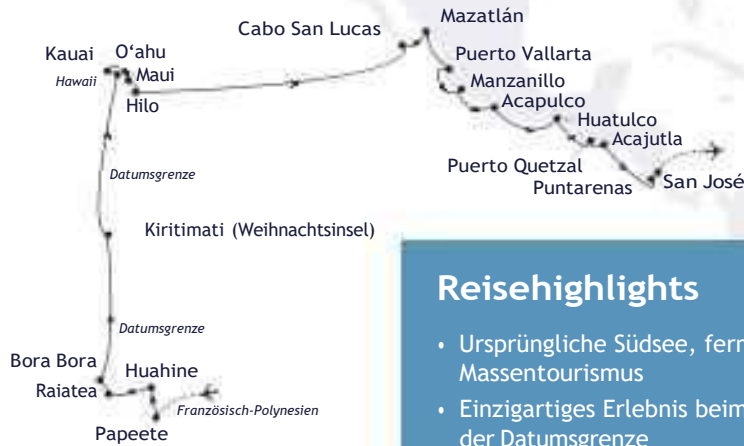 Mazatlán
Cabo San Lucas
Kauai
O‘ahu
Puerto Vallarta
Hawaii
Maui
Manzanillo
Hilo
Acapulco
Huatulco
Acajutla
Puerto Quetzal
Datumsgrenze
San José
Puntarenas
Kiritimati (Weihnachtsinsel)
Reisehighlights
Datumsgrenze
• Ursprüngliche Südsee, fern
Massentourismus
Bora Bora
Huahine
Raiatea
• Einzigartiges Erlebnis beim
Französisch-Polynesien
der Datumsgrenze
Papeete